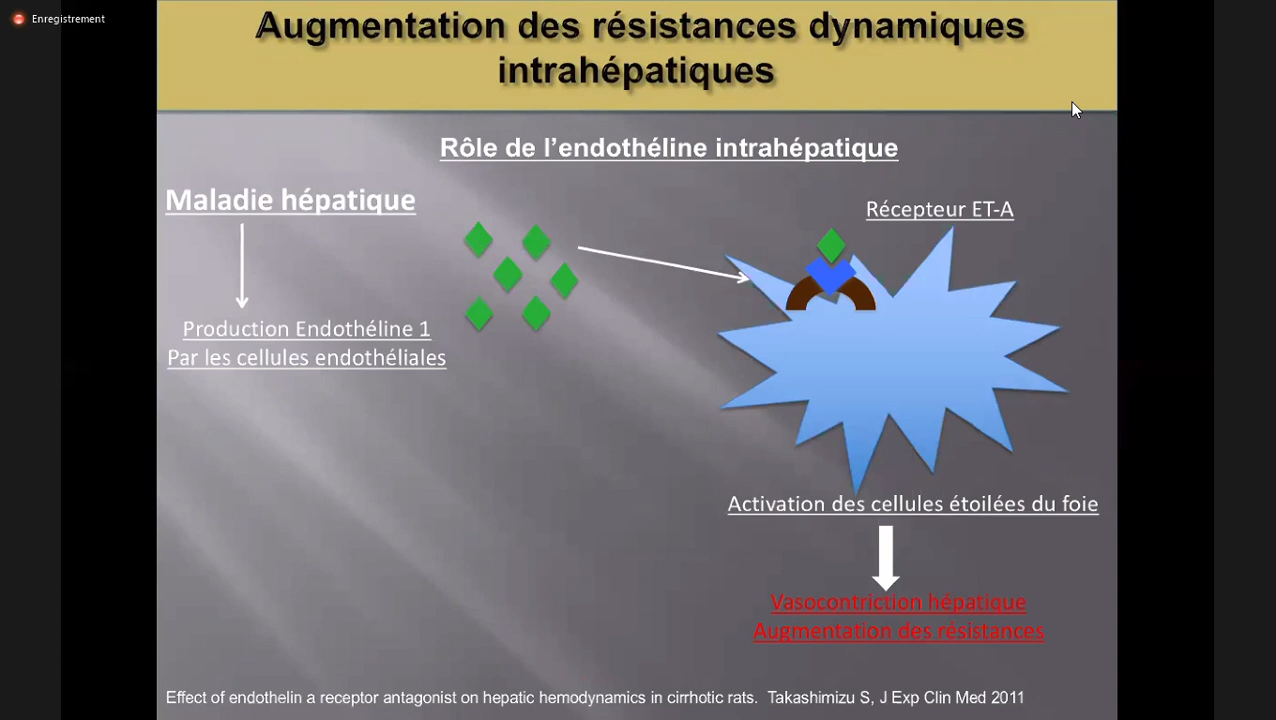 Enregistrement
Augmentation des résistances dynamiques
intrahépatiques
Rôle de l’endothéline intrahépatique
Maladie hépatique
Récepteur ET-A
Production Endothéline 1
Par les cellules endothéliales
Activation des cellules étoilées du foie
Vasocontriction hépatique
Augmentation des résistances
Effect of endothelin a receptor antagonist on hepatic hemodynamics in cirrhotic rats. Takashimizu S, J Exp Clin Med 2011